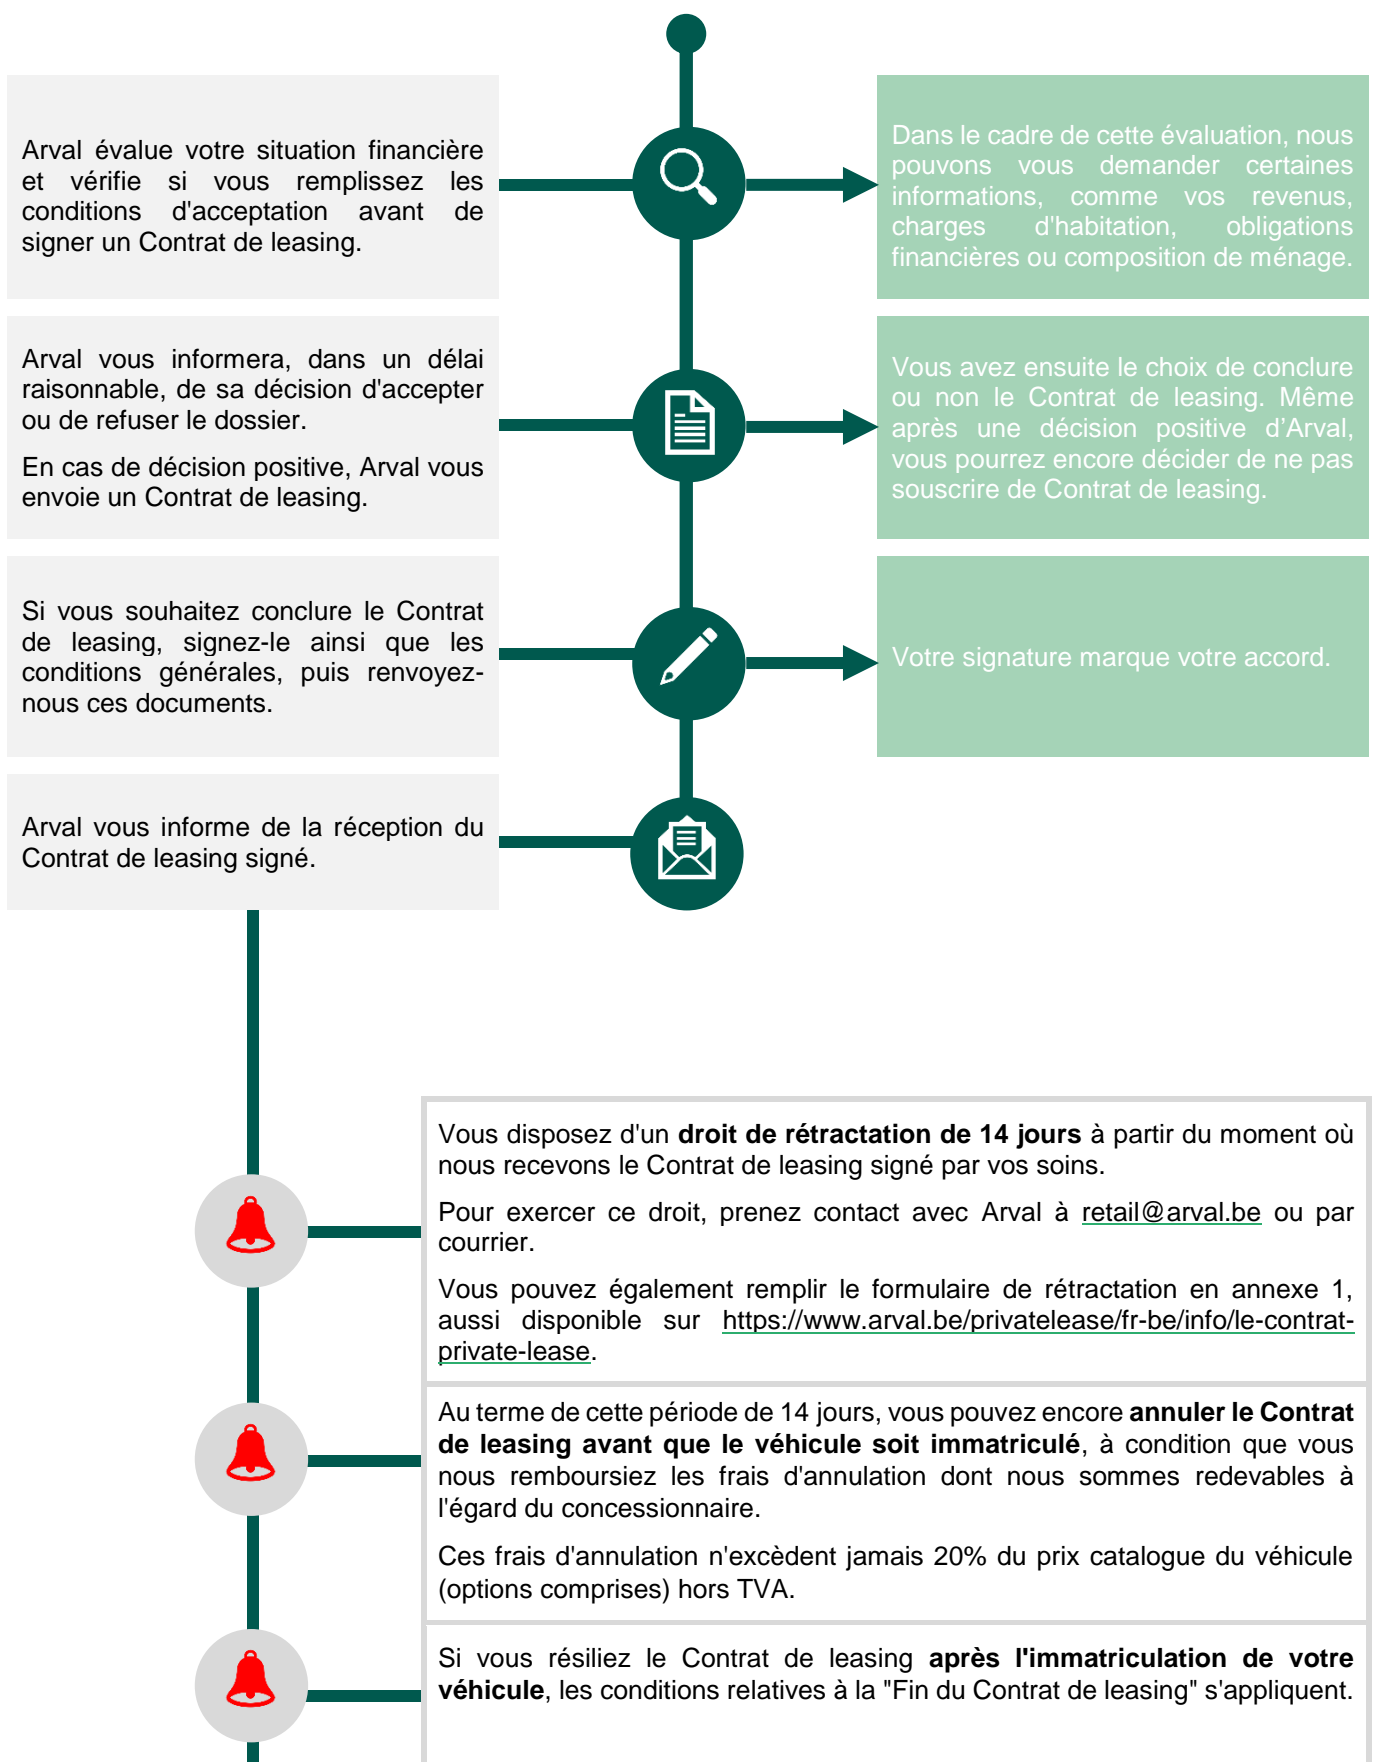 Arval évalue votre situation financière
et vérifie si vous remplissez les
conditions d'acceptation avant de
signer un Contrat de leasing.
Dans le cadre de cette évaluation, nous
pouvons vous demander certaines
informations, comme vos revenus,
charges d'habitation, obligations
financières ou composition de ménage.
Arval vous informera, dans un délai
raisonnable, de sa décision d'accepter
ou de refuser le dossier.
En cas de décision positive, Arval vous
envoie un Contrat de leasing.
Vous avez ensuite le choix de conclure
ou non le Contrat de leasing. Même
après une décision positive d’Arval,
vous pourrez encore décider de ne pas
souscrire de Contrat de leasing.
Si vous souhaitez conclure le Contrat
de leasing, signez-le ainsi que les
conditions générales, puis renvoyez-
nous ces documents.
Votre signature marque votre accord.
Arval vous informe de la réception du
Contrat de leasing signé.
Vous disposez d'un droit de rétractation de 14 jours à partir du moment où
nous recevons le Contrat de leasing signé par vos soins.
Pour exercer ce droit, prenez contact avec Arval à retail@arval.be ou par
courrier.
Vous pouvez également remplir le formulaire de rétractation en annexe 1,
aussi disponible sur https://www.arval.be/privatelease/fr-be/info/le-contrat-
private-lease.
Au terme de cette période de 14 jours, vous pouvez encore annuler le Contrat
de leasing avant que le véhicule soit immatriculé, à condition que vous
nous remboursiez les frais d'annulation dont nous sommes redevables à
l'égard du concessionnaire.
Ces frais d'annulation n'excèdent jamais 20% du prix catalogue du véhicule
(options comprises) hors TVA.
Si vous résiliez le Contrat de leasing après l'immatriculation de votre
véhicule, les conditions relatives à la "Fin du Contrat de leasing" s'appliquent.